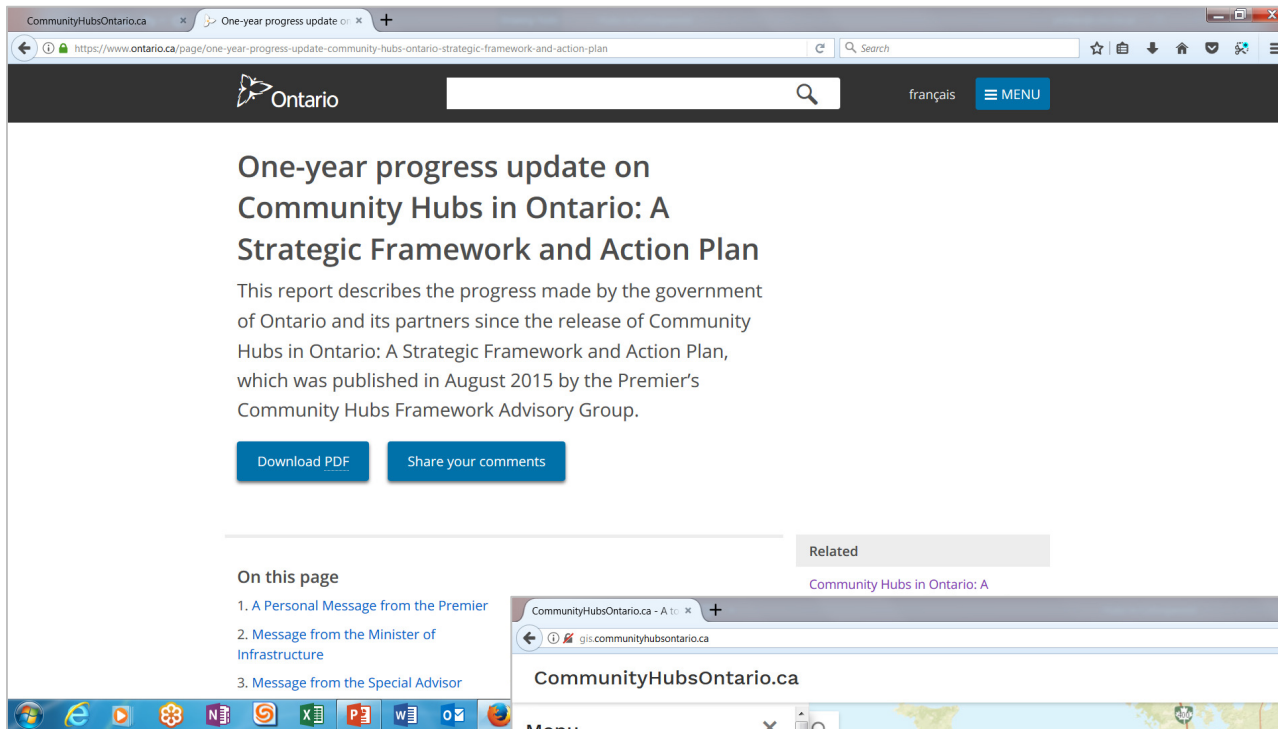 CommunityHubsOntario.ca
One-year progress update on
https://www.ontario.ca/page/one-year-progress-update-community-hubs-ontario-strategic-framework-and-action-plan
Search
Ontario
français
MENU
One-year progress update on
Community Hubs in Ontario: A
Strategic Framework and Action Plan
This report describes the progress made by the government
of Ontario and its partners since the release of Community
Hubs in Ontario: A Strategic Framework and Action Plan,
which was published in August 2015 by the Premier's
Community Hubs Framework Advisory Group.
Download PDF
Share your comments
Related
Community Hubs in Ontario: A
On this page
1. A Personal Message from the Premier
2. Message from the Minister of
Infrastructure
3. Message from the Special Advisor
CommunityHubsOntario.ca - A to
gis.communityhubsontario.ca
CommunityHubsOntario.ca
Menu
400